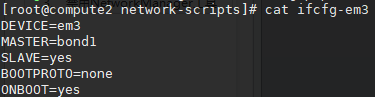 [root@compute2 network-scripts]# cat ifcfg-em3
DEVICE=em3
MASTER=bond1
SLAVE=yes
BOOTPROTO=none
ONBOOT=yes